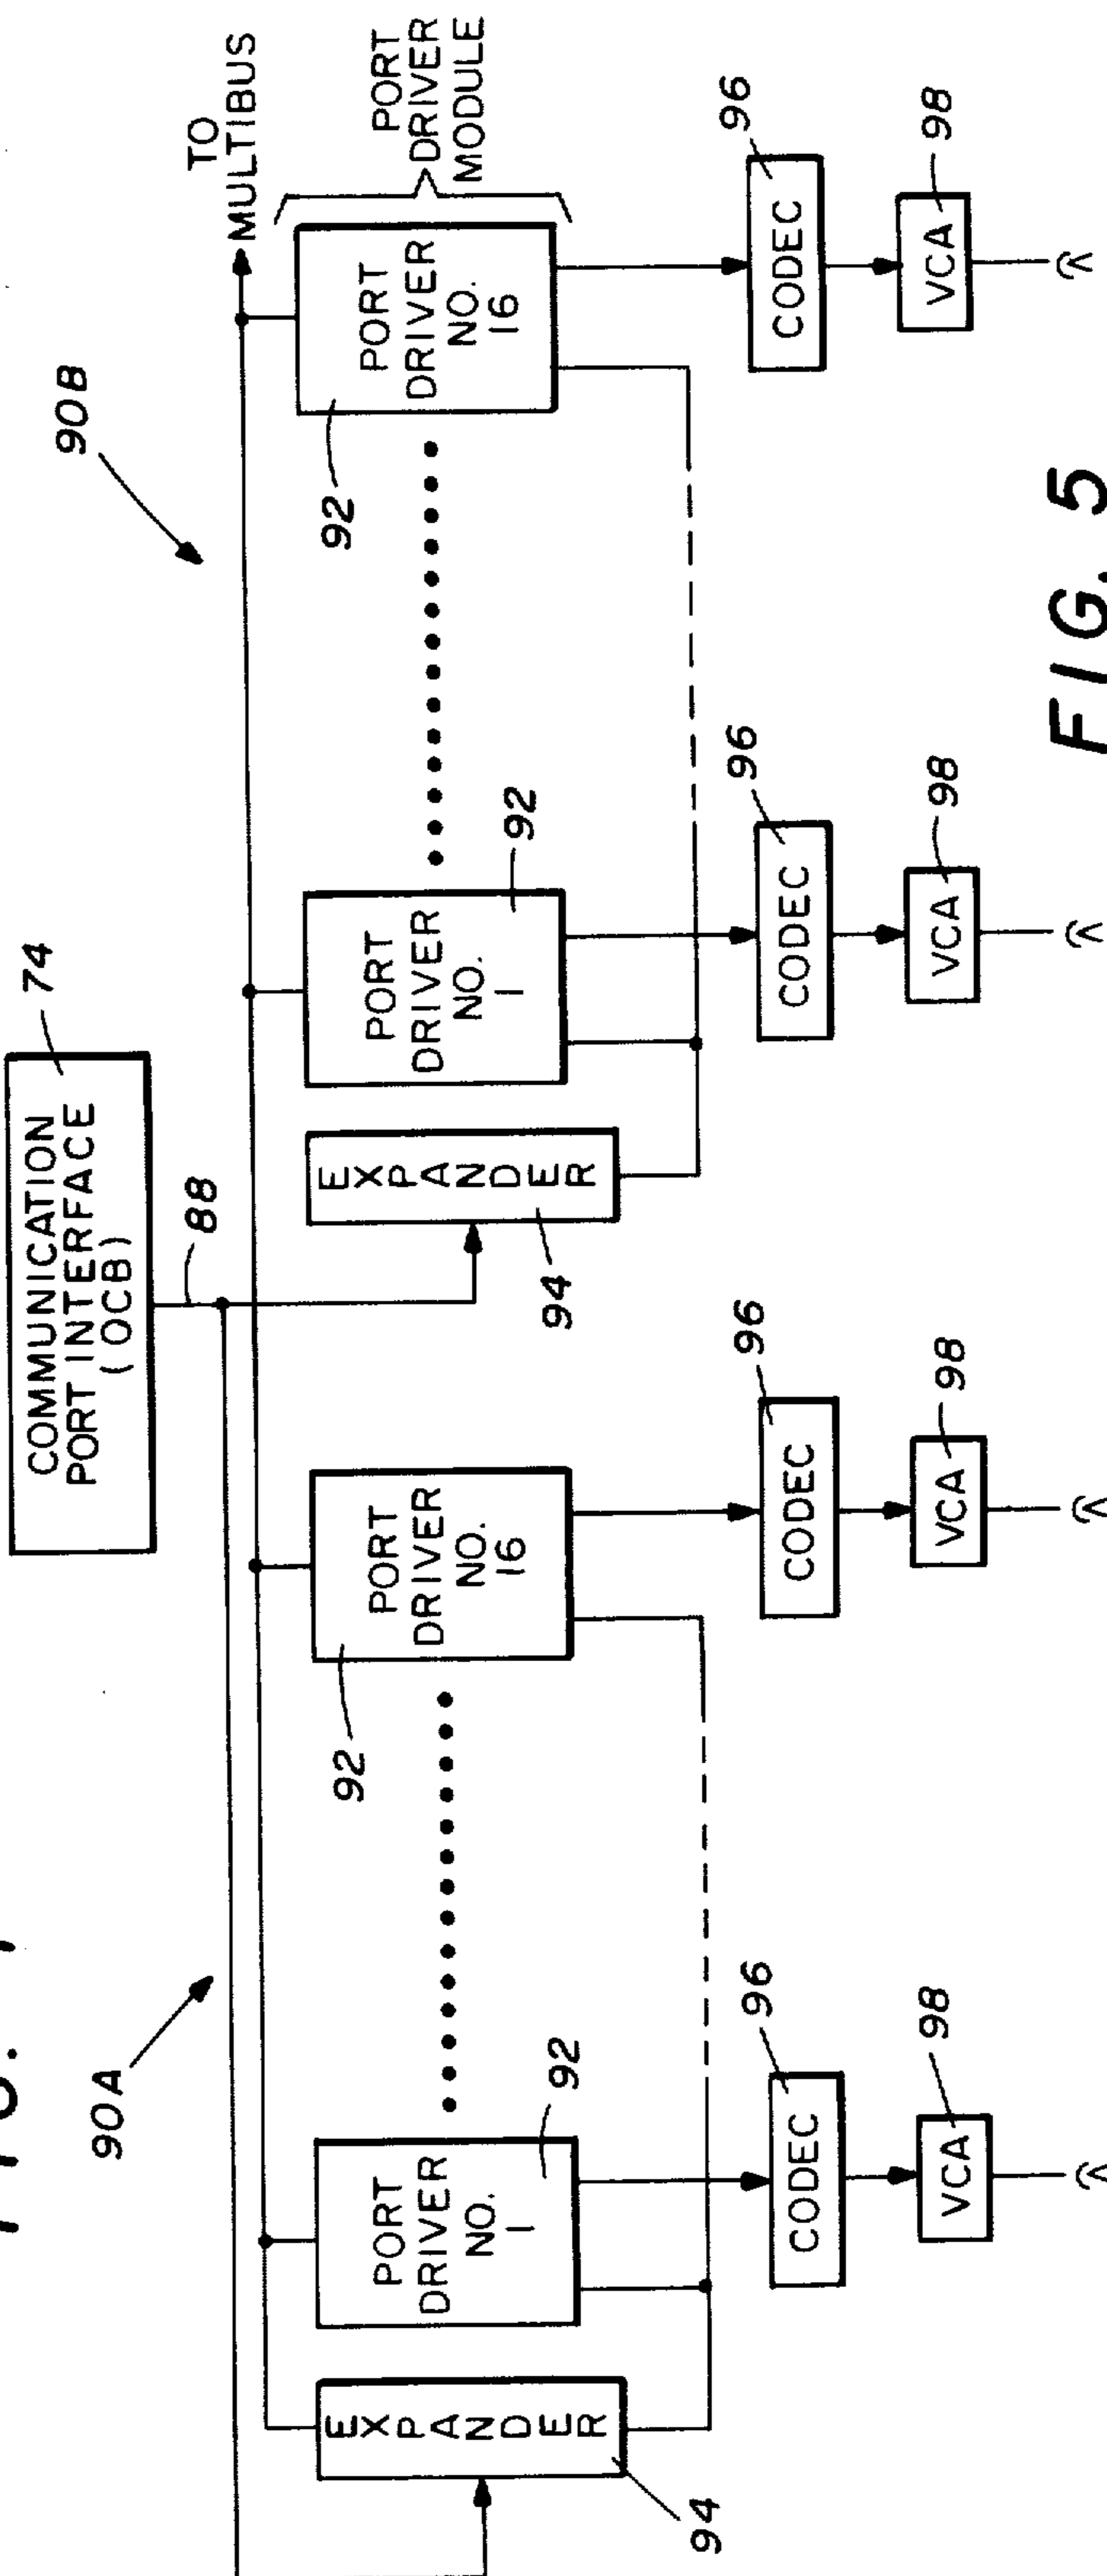 COMMUNICATION
PORT INTERFACE
(OCB)
74
88
90A
90B
TO
MULTIBUS
PORT
DRIVER
MODULE
EXPANDER
94
PORT
DRIVER
NO.
1
92
92
PORT
DRIVER
NO.
16
EXPANDER
94
PORT
DRIVER
NO.
1
92
92
PORT
DRIVER
NO.
16
CODEC
96
CODEC
96
CODEC
96
CODEC
96
VCA
98
VCA
98
VCA
98
VCA
98
FIG. 5